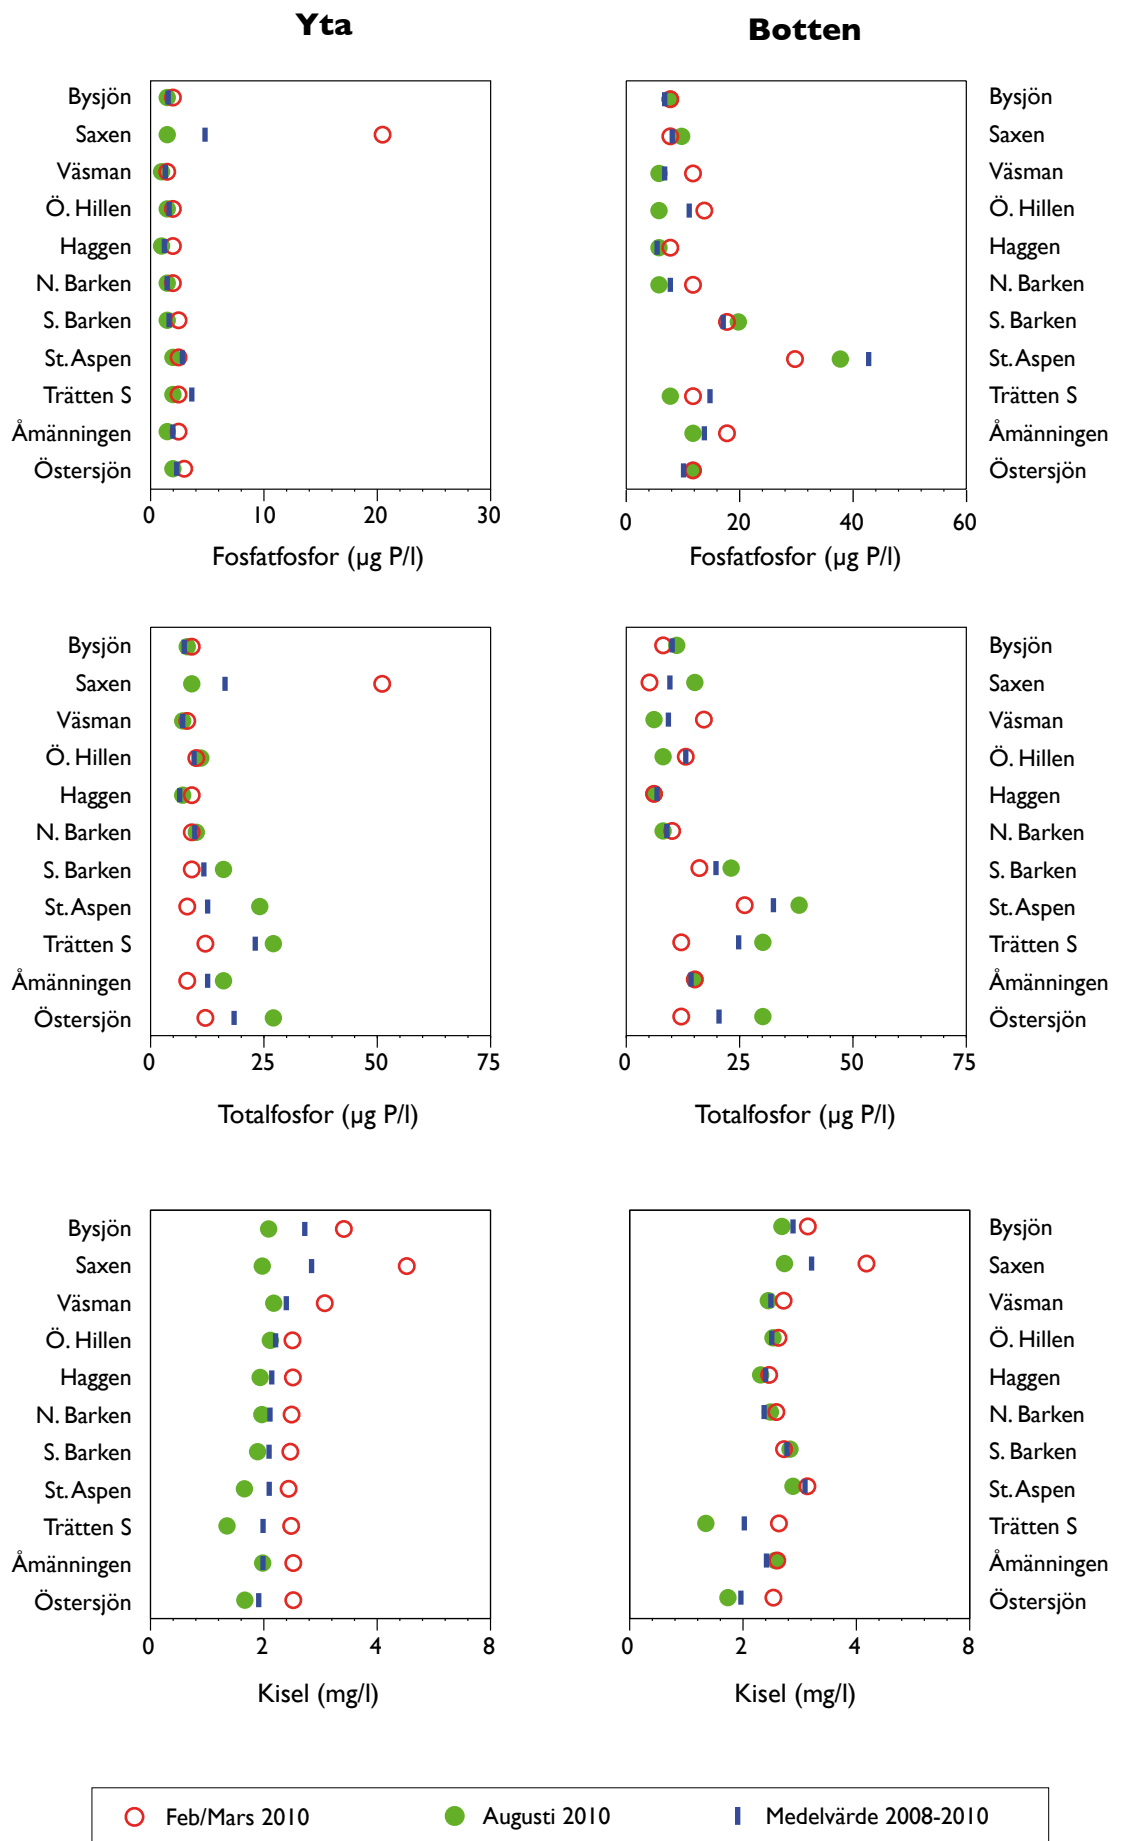 Yta
Botten
Bysjön
Saxen
Väsman
Ö. Hillen
Haggen
N. Barken
S. Barken
St. Aspen
Trätten S
Åmänningen
Östersjön
0 10 20 30
Fosfatfosfor (µg P/l)
Bysjön
Saxen
Väsman
Ö. Hillen
Haggen
N. Barken
S. Barken
St. Aspen
Trätten S
Åmänningen
Östersjön
0 20 40 60
Fosfatfosfor (µg P/l)
Bysjön
Saxen
Väsman
Ö. Hillen
Haggen
N. Barken
S. Barken
St. Aspen
Trätten S
Åmänningen
Östersjön
0 25 50 75
Totalfosfor (µg P/l)
Bysjön
Saxen
Väsman
Ö. Hillen
Haggen
N. Barken
S. Barken
St. Aspen
Trätten S
Åmänningen
Östersjön
0 25 50 75
Totalfosfor (µg P/l)
Bysjön
Saxen
Väsman
Ö. Hillen
Haggen
N. Barken
S. Barken
St. Aspen
Trätten S
Åmänningen
Östersjön
0 2 4 8
Kisel (mg/l)
Bysjön
Saxen
Väsman
Ö. Hillen
Haggen
N. Barken
S. Barken
St. Aspen
Trätten S
Åmänningen
Östersjön
0 2 4 8
Kisel (mg/l)
Feb/Mars 2010 Augusti 2010 Medelvärde 2008-2010